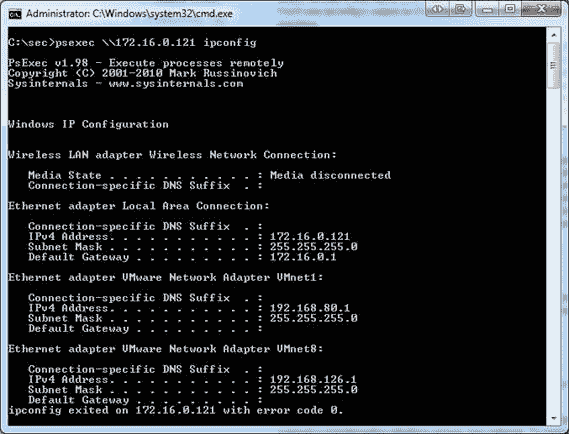 Administrator: C:\Windows\system32\cmd.exe
C:\sec>psexec \\172.16.0.121 ipconfig
PsExec v1.98 - Execute processes remotely
Copyright (C) 2001-2010 Mark Russinovich
Sysinternals - www.sysinternals.com
Windows IP Configuration
Wireless LAN adapter Wireless Network Connection:
Media State . . . . . . . . . . . : Media disconnected
Connection-specific DNS Suffix  . :
Ethernet adapter Local Area Connection:
Connection-specific DNS Suffix  . :
IPv4 Address. . . . . . . . . . . : 172.16.0.121
Subnet Mask . . . . . . . . . . . : 255.255.255.0
Default Gateway . . . . . . . . . : 172.16.0.1
Ethernet adapter VMware Network Adapter VMnet1:
Connection-specific DNS Suffix  . :
IPv4 Address. . . . . . . . . . . : 192.168.80.1
Subnet Mask . . . . . . . . . . . : 255.255.255.0
Default Gateway . . . . . . . . . :
Ethernet adapter VMware Network Adapter VMnet8:
Connection-specific DNS Suffix  . :
IPv4 Address. . . . . . . . . . . : 192.168.126.1
Subnet Mask . . . . . . . . . . . : 255.255.255.0
Default Gateway . . . . . . . . . :
ipconfig exited on 172.16.0.121 with error code 0.